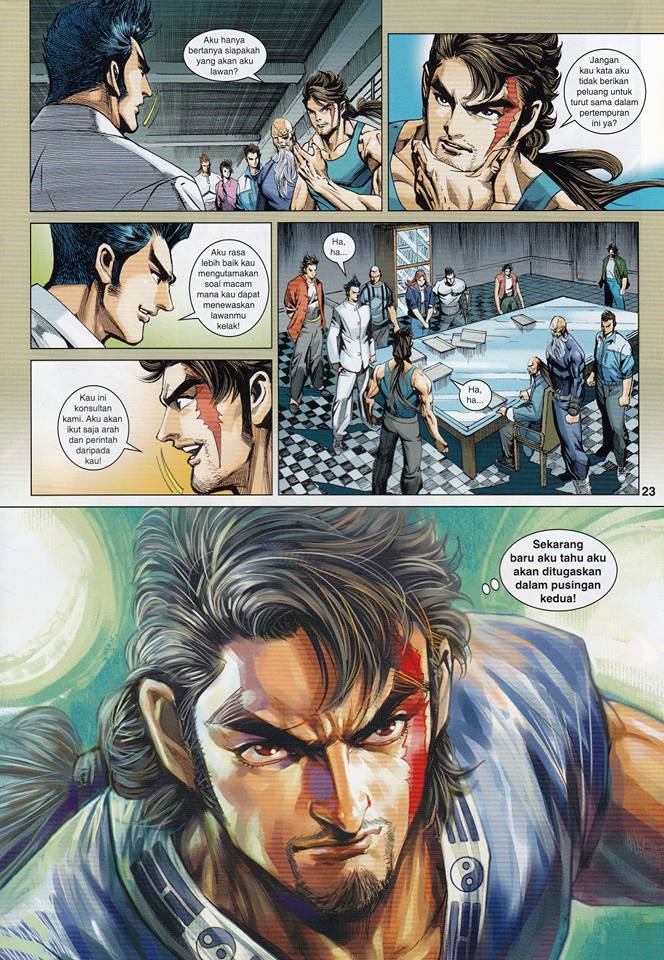 Aku hanya
bertanya siapakah
yang akan aku
lawan?
Jangan
kau kata aku
tidak berikan
peluang untuk
turut sama dalam
pertempuran
ini ya?
Aku rasa
lebih baik kau
mengutamakan
soal macam
mana kau dapat
menewaskan
lawanmu
kelak!
Kau ini
konsultan
kami. Aku akan
ikut saja arah
dan perintah
daripada
kau!
Ha,
ha...
Ha,
ha...
23
Sekarang
baru aku tahu aku
akan ditugaskan
dalam pusingan
kedua!